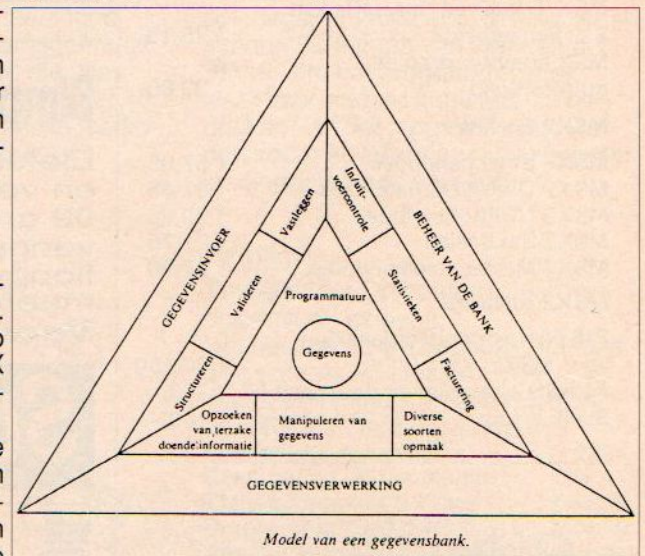 GEGEVENSINVOER
BEHEER VAN DE BANK
Vastleggen
Valideren
Structureren
In/uit-
voercontrole
Statistieken
Facturering
Programmatuur
Gegevens
Opzoeken
van terzake
doende informatie
Manipuleren van
gegevens
Diverse
soorten
opmaak
GEGEVENSVERWERKING
Model van een gegevensbank.